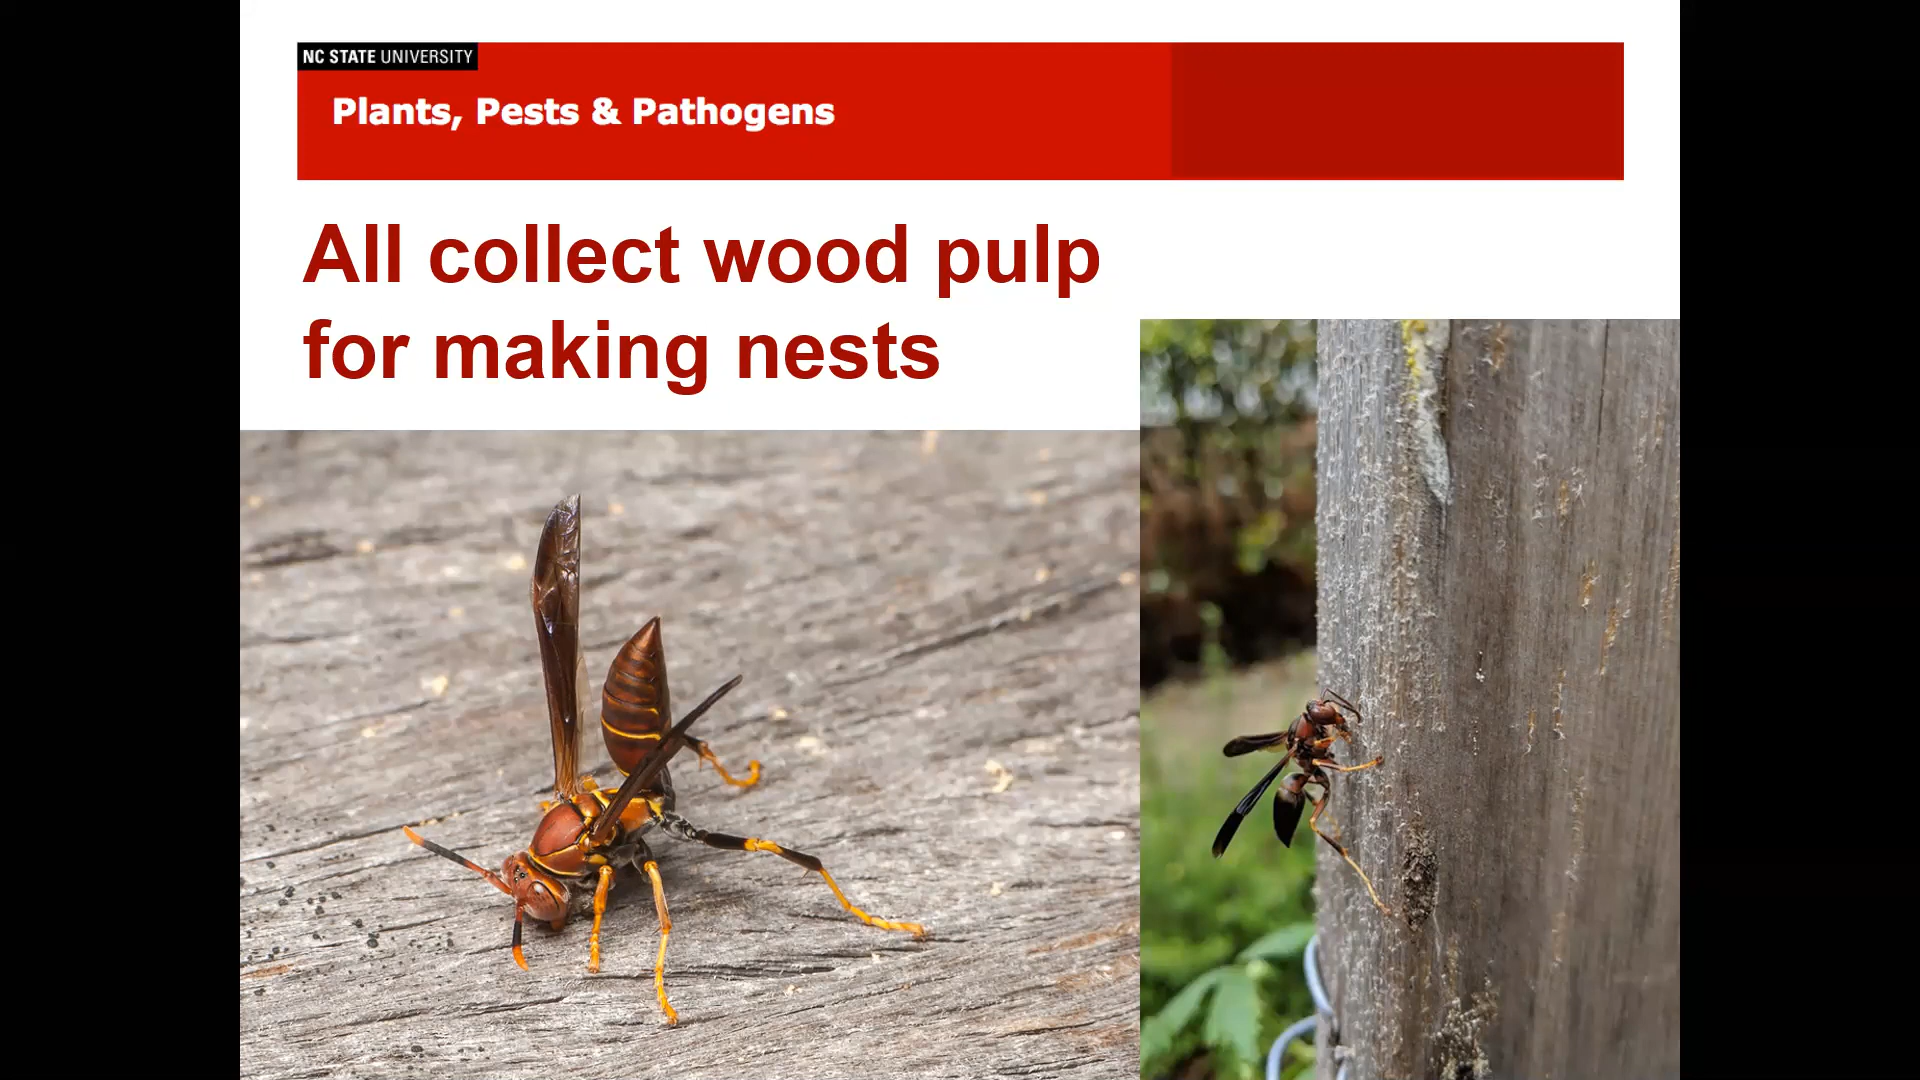 NC STATE UNIVERSITY
Plants, Pests & Pathogens
All collect wood pulp
for making nests